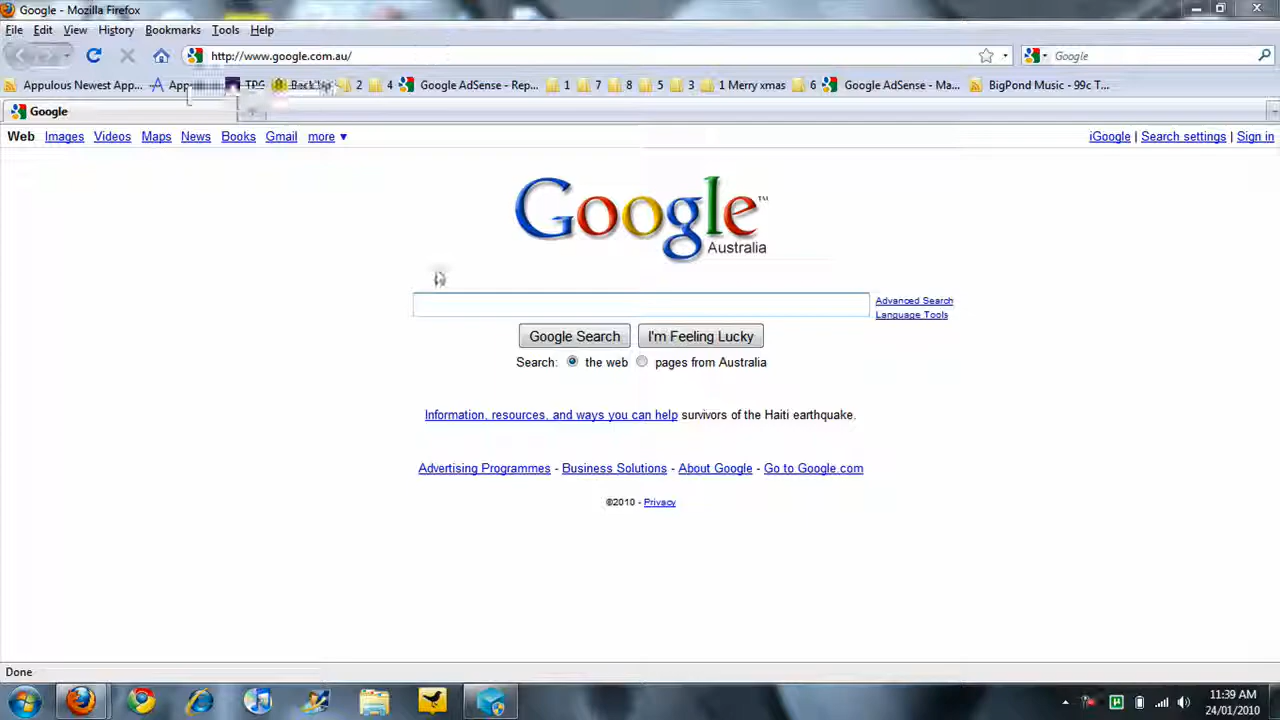 Google - Mozilla Firefox
File Edit View History Bookmarks Tools Help
http://www.google.com.au/ Google
Appulous Newest App... TPG 2 4 Google AdSense - Rep... 1 7 8 5 3 1 Merry xmas 6 Google AdSense - Ma... BigPond Music - 99c T...
Google
Web Images Videos Maps News Books Gmail more ▼ iGoogle | Search settings | Sign in
Google™
Australia
Advanced Search
Language Tools
Google Search I'm Feeling Lucky
Search: the web pages from Australia
Information, resources, and ways you can help survivors of the Haiti earthquake.
Advertising Programmes - Business Solutions - About Google - Go to Google.com
©2010 - Privacy
Done
11:39 AM
24/01/2010